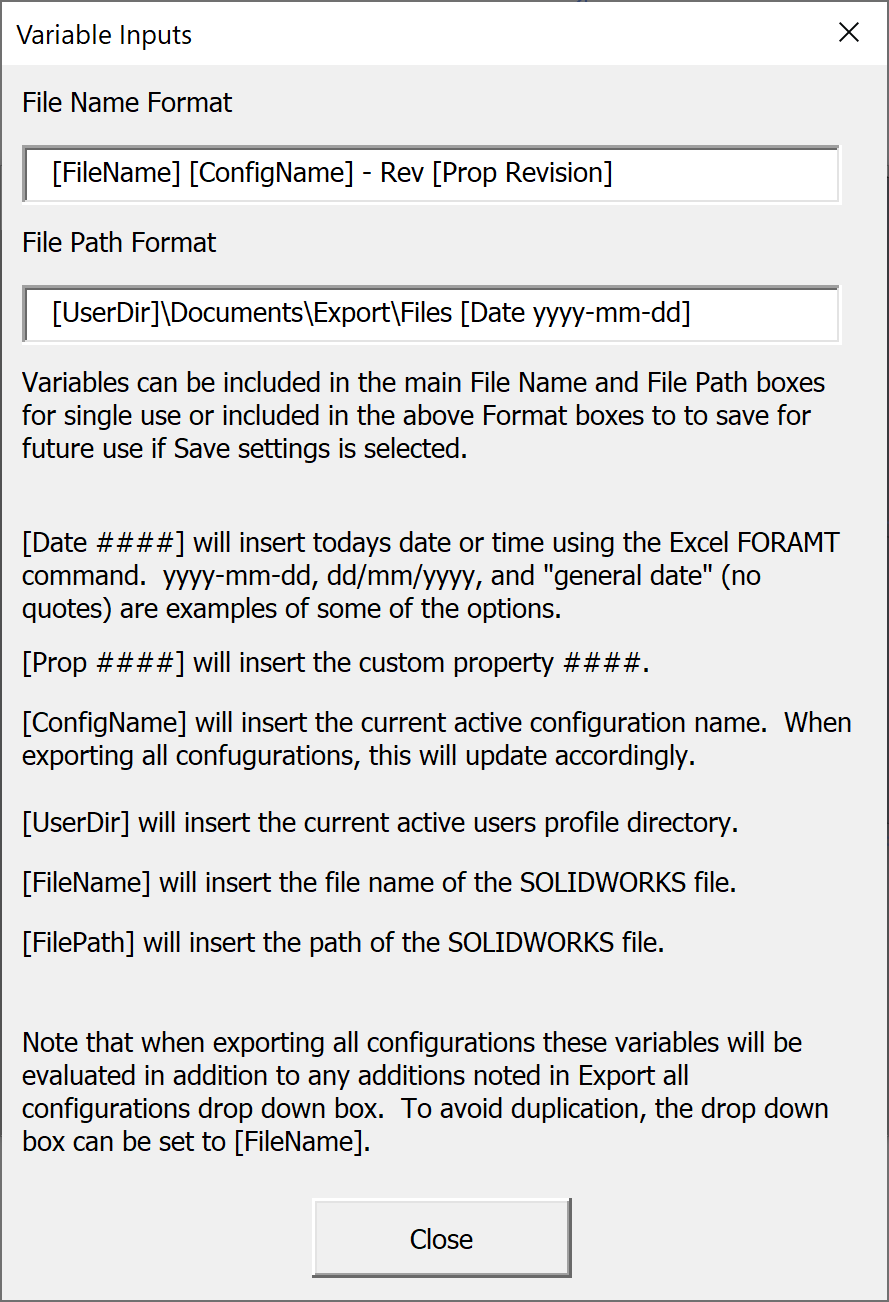 Variable Inputs
File Name Format
[FileName] [ConfigName] - Rev [Prop Revision]
File Path Format
[UserDir]\Documents\Export\Files [Date yyyy-mm-dd]
Variables can be included in the main File Name and File Path boxes
for single use or included in the above Format boxes to to save for
future use if Save settings is selected.
[Date ####] will insert todays date or time using the Excel FORAMT
command.  yyyy-mm-dd, dd/mm/yyyy, and "general date" (no
quotes) are examples of some of the options.
[Prop ####] will insert the custom property ####.
[ConfigName] will insert the current active configuration name.  When
exporting all confugurations, this will update accordingly.
[UserDir] will insert the current active users profile directory.
[FileName] will insert the file name of the SOLIDWORKS file.
[FilePath] will insert the path of the SOLIDWORKS file.
Note that when exporting all configurations these variables will be
evaluated in addition to any additions noted in Export all
configurations drop down box.  To avoid duplication, the drop down
box can be set to [FileName].
Close